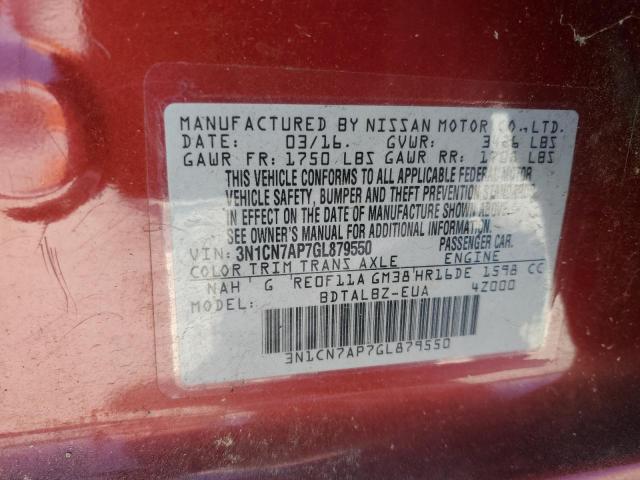 MANUFACTURED BY NISSAN MOTOR CO.,LTD.
DATE: 03/16. GVWR: LBS
GAWR FR: 1750 LBS GAWR RR: LBS
THIS VEHICLE CONFORMS TO ALL APPLICABLE FEDERAL MOTOR
VEHICLE SAFETY, BUMPER AND THEFT PREVENTION STANDARDS
IN EFFECT ON THE DATE OF MANUFACTURE SHOWN ABOVE.
SEE OWNER'S MANUAL FOR ADDITIONAL INFORMATION.
VIN: 3N1CN7AP7GL879550 PASSENGER CAR.
COLOR TRIM TRANS AXLE ENGINE
NAH' G 'RE0F11A GM38'HR16DE 1598 CC
BDTALBZ-EUA 4Z000
3N1CN7AP7GL879550